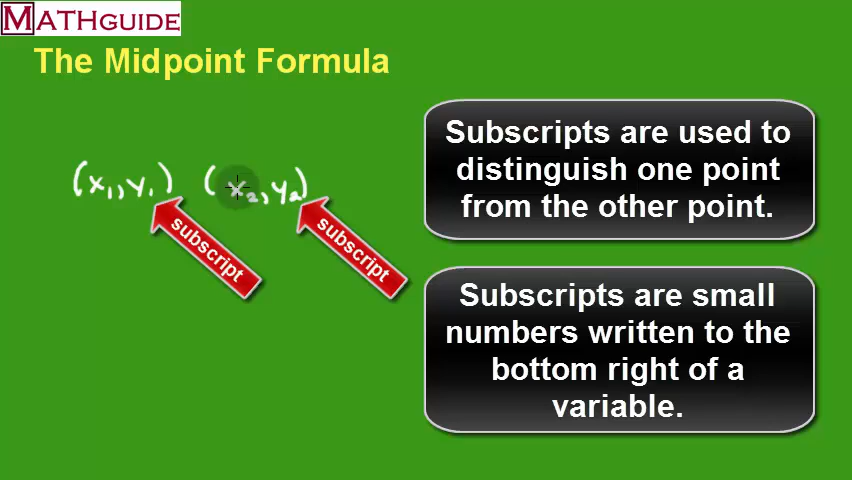 MATHGUIDE
The Midpoint Formula
(x₁, y₁) (x₂, y₂)
subscript
subscript
Subscripts are used to
distinguish one point
from the other point.
Subscripts are small
numbers written to the
bottom right of a
variable.